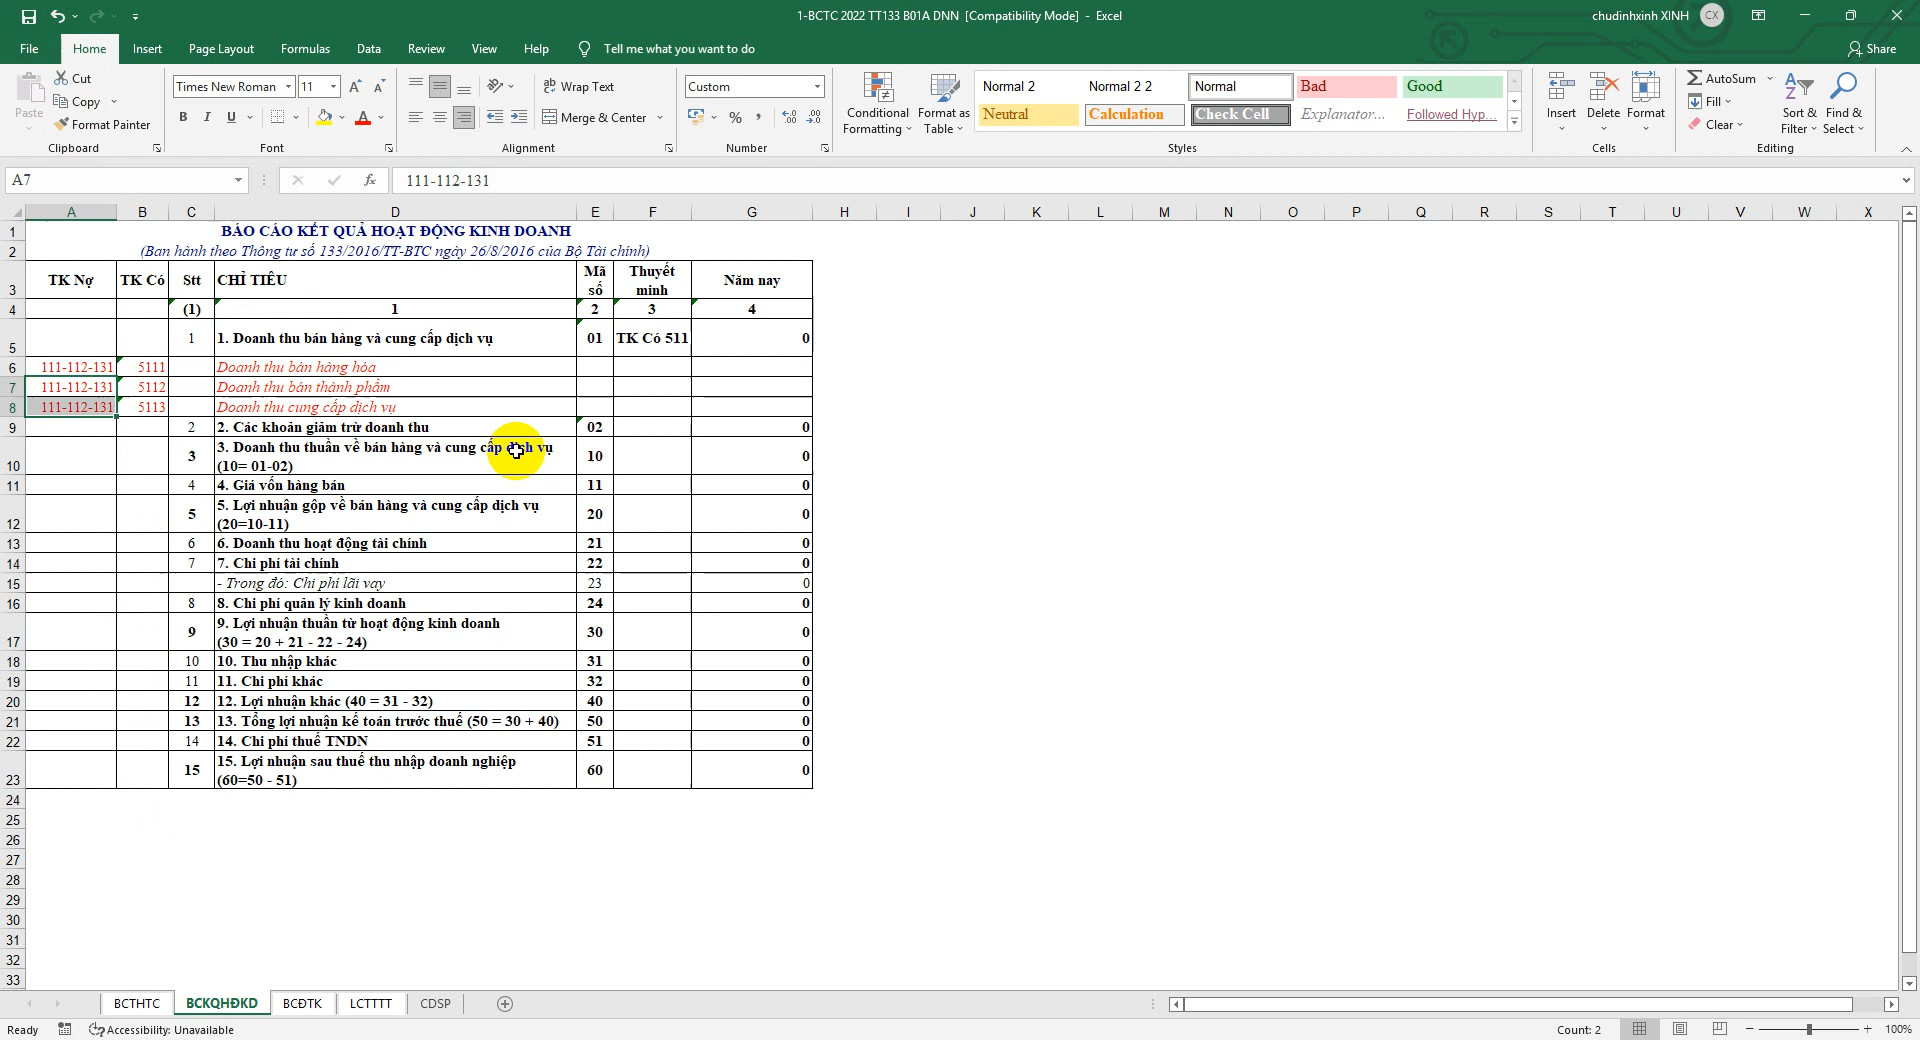 1-BCTC 2022 TT133 B01A DNN [Compatibility Mode] - Excel
chudinhxinh XINH CX
File Home Insert Page Layout Formulas Data Review View Help Tell me what you want to do Share
Paste
Cut
Copy
Format Painter
Clipboard
Times New Roman 11
B I U
Font
Wrap Text
Merge & Center
Alignment
Custom
Number
Conditional Formatting
Format as Table
Normal 2 Normal 2 2 Normal Bad Good
Neutral Calculation Check Cell Explanator... Followed Hyp...
Styles
Insert Delete Format
Cells
AutoSum
Fill
Clear
Sort & Filter
Find & Select
Editing
A7 fx 111-112-131
A B C D E F G H I J K L M N O P Q R S T U V W X
1 BÁO CÁO KẾT QUẢ HOẠT ĐỘNG KINH DOANH
2 (Ban hành theo Thông tư số 133/2016/TT-BTC ngày 26/8/2016 của Bộ Tài chính)
3 TK Nợ TK Có Stt CHỈ TIÊU Mã số Thuyết minh Năm nay
4 (1) 1 2 3 4
5 1 1. Doanh thu bán hàng và cung cấp dịch vụ 01 TK Có 511 0
6 111-112-131 5111 Doanh thu bán hàng hóa
7 111-112-131 5112 Doanh thu bán thành phẩm
8 111-112-131 5113 Doanh thu cung cấp dịch vụ
9 2 2. Các khoản giảm trừ doanh thu 02 0
10 3 3. Doanh thu thuần về bán hàng và cung cấp dịch vụ (10= 01-02) 10 0
11 4 4. Giá vốn hàng bán 11 0
12 5 5. Lợi nhuận gộp về bán hàng và cung cấp dịch vụ (20=10-11) 20 0
13 6 6. Doanh thu hoạt động tài chính 21 0
14 7 7. Chi phí tài chính 22 0
15 - Trong đó: Chi phí lãi vay 23 0
16 8 8. Chi phí quản lý kinh doanh 24 0
17 9 9. Lợi nhuận thuần từ hoạt động kinh doanh (30 = 20 + 21 - 22 - 24) 30 0
18 10 10. Thu nhập khác 31 0
19 11 11. Chi phí khác 32 0
20 12 12. Lợi nhuận khác (40 = 31 - 32) 40 0
21 13 13. Tổng lợi nhuận kế toán trước thuế (50 = 30 + 40) 50 0
22 14 14. Chi phí thuế TNDN 51 0
23 15 15. Lợi nhuận sau thuế thu nhập doanh nghiệp (60=50 - 51) 60 0
24
25
26
27
28
29
30
31
32
33
BCTHTC BCKQHĐKD BCĐTK LCTTTT CDSP
Ready Accessibility: Unavailable Count: 2 100%